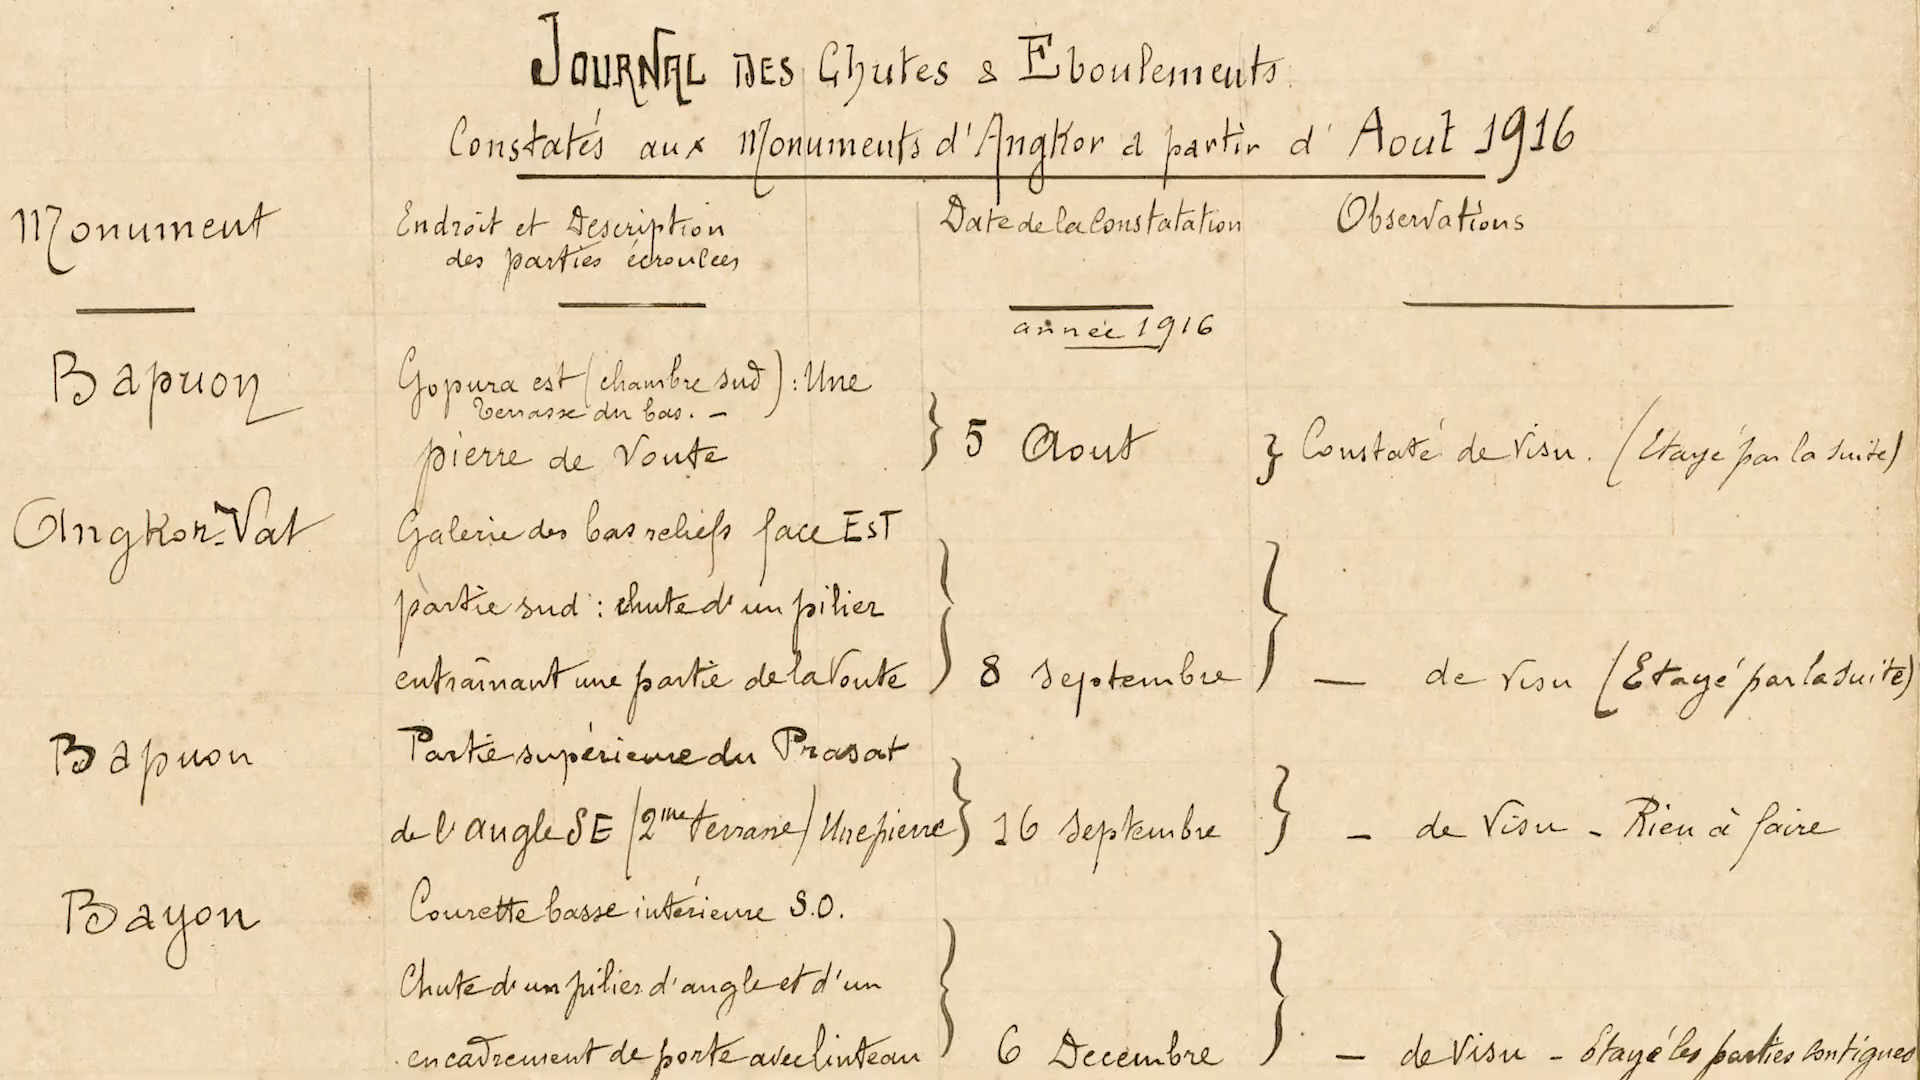 Journal des Chutes & Eboulements
Constatés aux Monuments d'Angkor à partir d'Aout 1916
Monument
Endroit et Description
des parties écroulées
Date de la Constatation
Observations
année 1916
Bapuon
Gopura est (chambre sud) : Une
Terrasse du bas. –
pierre de Voute
5 Aout
Constaté de visu. (Etayé par la suite)
Angkor-Vat
Galerie des bas reliefs face EST
partie sud : chute d'un pilier
entraînant une partie de la Voute
8 Septembre
— de visu (Etayé par la suite)
Bapuon
Partie supérieure du Prasat
de l'angle SE (2me terrasse) Une pierre
16 Septembre
– de Visu - Rien à faire
Bayon
Courette basse intérieure S.O.
Chute d'un pilier d'angle et d'un
encadrement de porte avec linteau
6 Decembre
– de Visu – Etayé les parties contigues